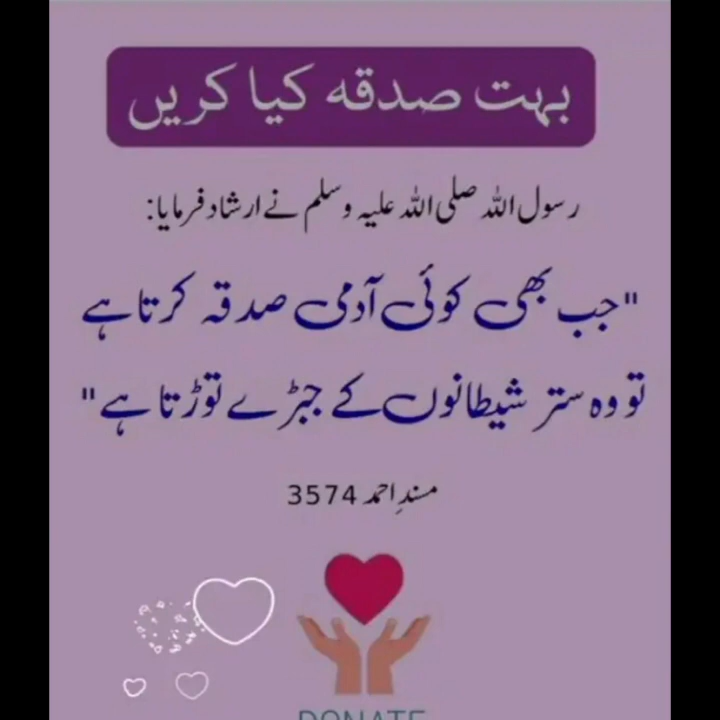 بہت صدقہ کیا کریں
رسول اللہ صلی اللہ علیہ وسلم نے ارشاد فرمایا:
"جب بھی کوئی آدمی صدقہ کرتا ہے
تو وہ ستر شیطانوں کے جبڑے توڑتا ہے"
مسندِ احمد 3574
DONATE